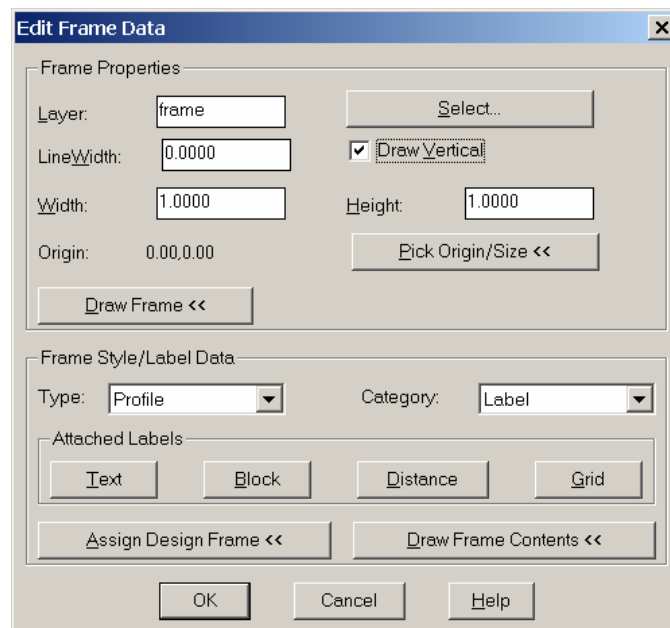 Edit Frame Data
Frame Properties
Layer: frame Select...
LineWidth: 0.0000 Draw Vertical
Width: 1.0000 Height: 1.0000
Origin: 0.00,0.00 Pick Origin/Size <<
Draw Frame <<
Frame Style/Label Data
Type: Profile Category: Label
Attached Labels
Text Block Distance Grid
Assign Design Frame << Draw Frame Contents <<
OK Cancel Help